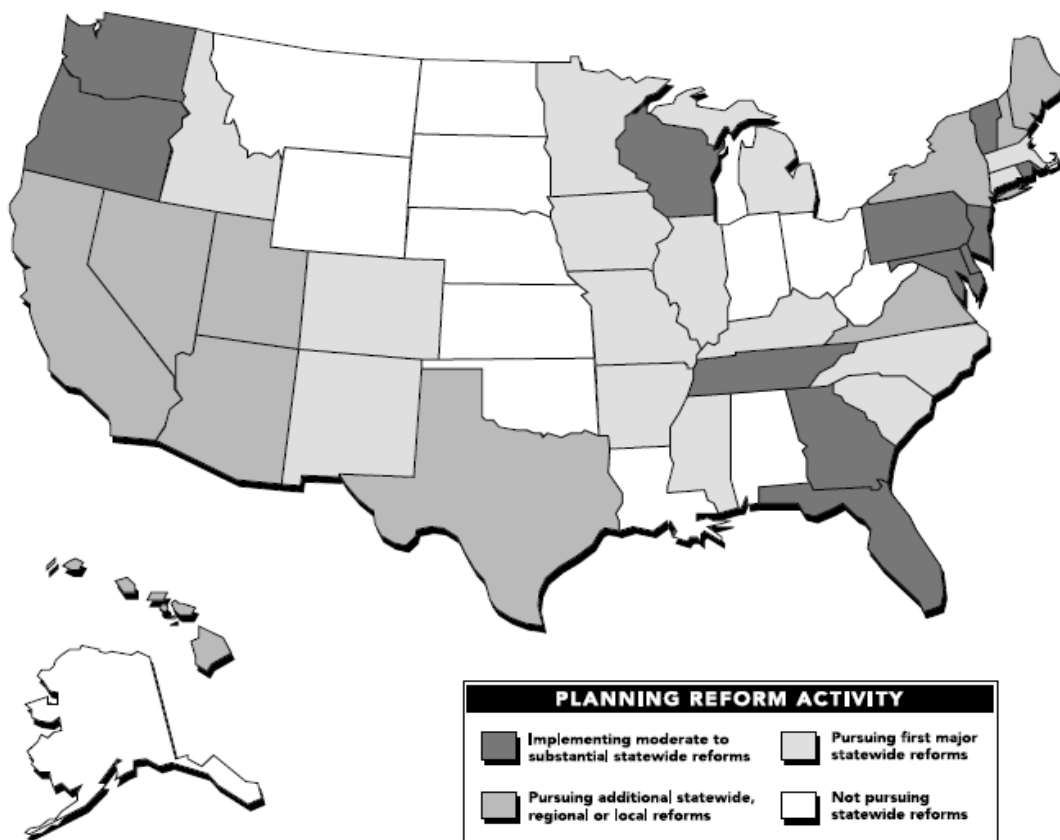 PLANNING REFORM ACTIVITY
Implementing moderate to
substantial statewide reforms
Pursuing first major
statewide reforms
Pursuing additional statewide,
regional or local reforms
Not pursuing
statewide reforms